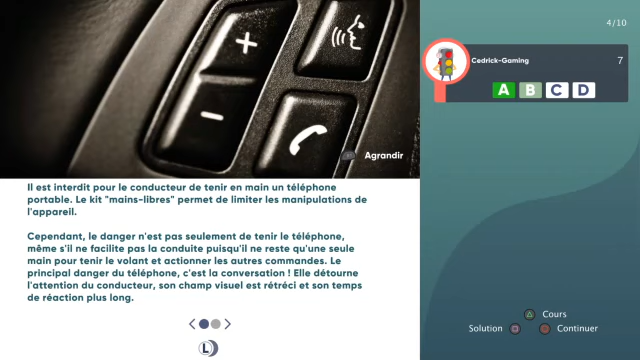 4/10
Cedrick-Gaming 7
A B C D
Agrandir
Il est interdit pour le conducteur de tenir en main un téléphone
portable. Le kit "mains-libres" permet de limiter les manipulations de
l'appareil.
Cependant, le danger n'est pas seulement de tenir le téléphone,
même s'il ne facilite pas la conduite puisqu'il ne reste qu'une seule
main pour tenir le volant et actionner les autres commandes. Le
principal danger du téléphone, c'est la conversation ! Elle détourne
l'attention du conducteur, son champ visuel est rétréci et son temps
de réaction plus long.
L
Cours
Solution Continuer